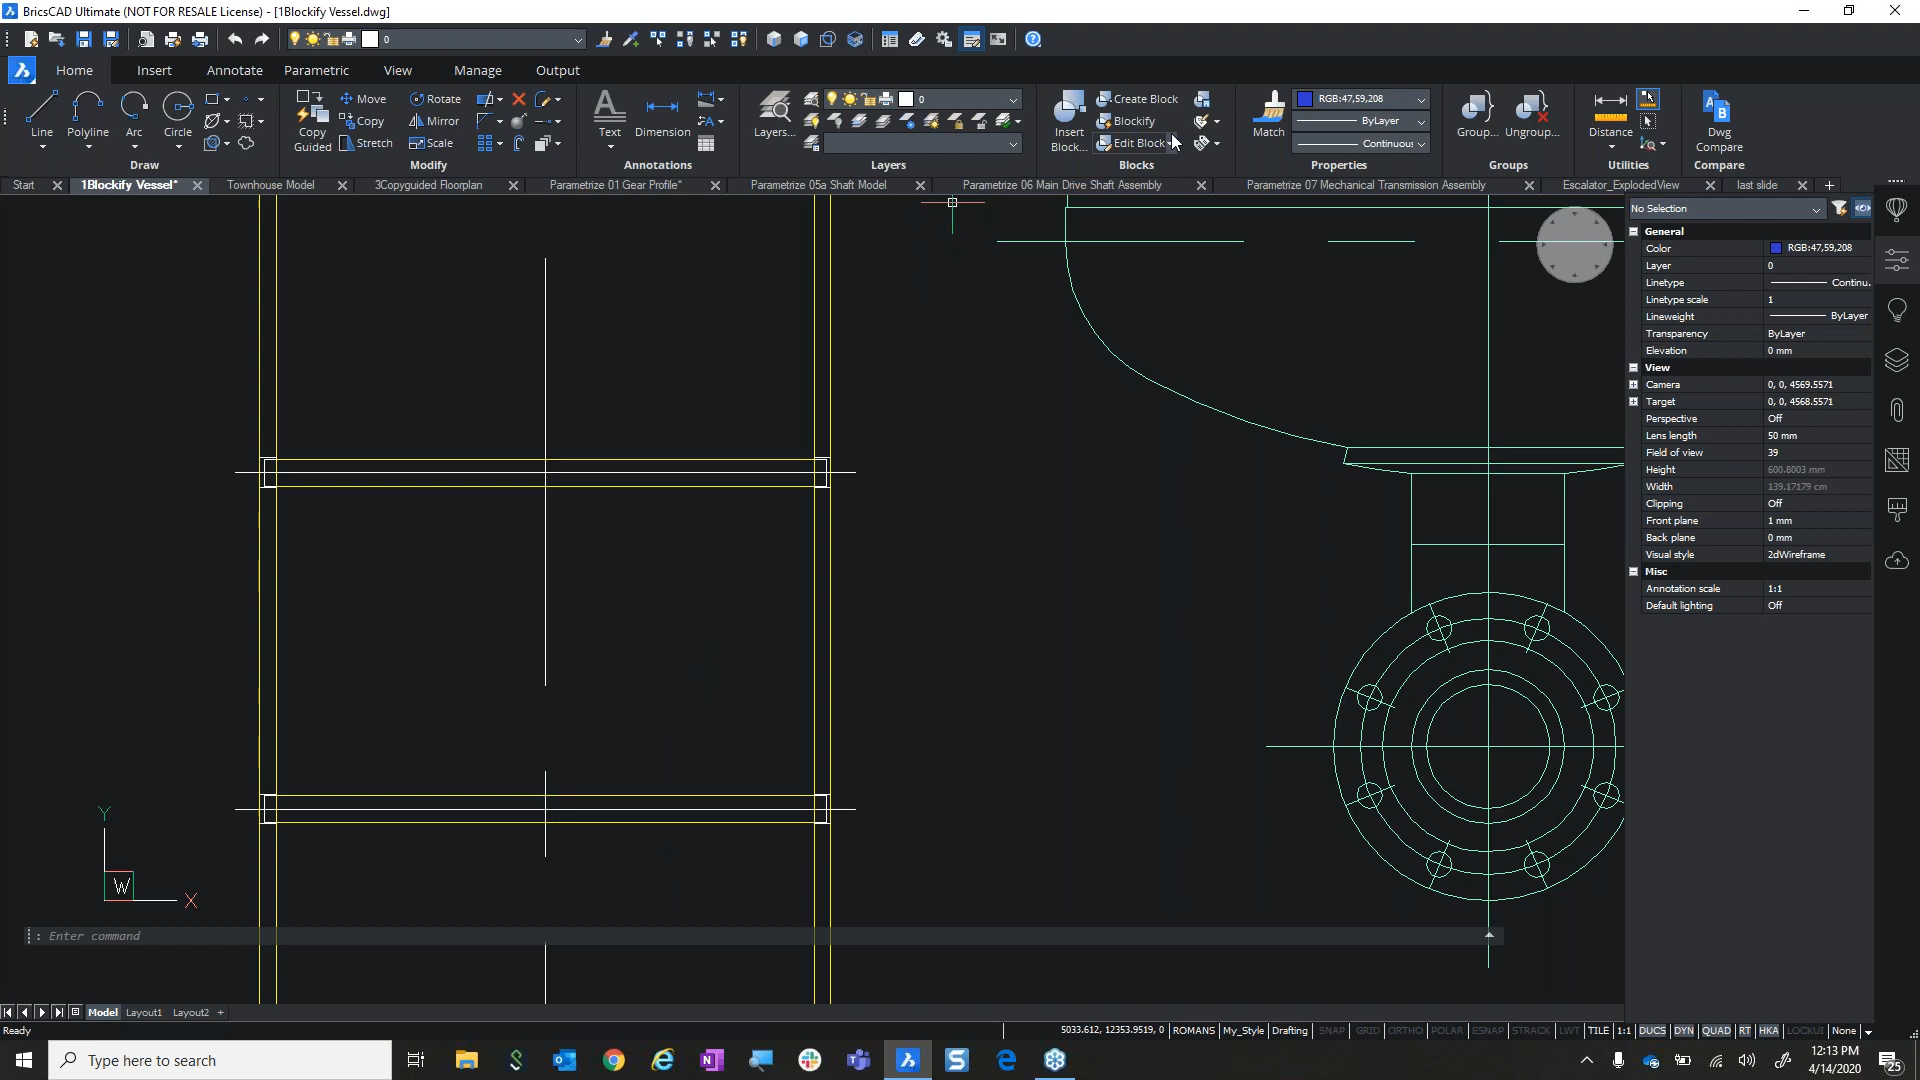 BricsCAD Ultimate (NOT FOR RESALE License) - [1Blockify Vessel.dwg]
0
Home Insert Annotate Parametric View Manage Output
Line Polyline Arc Circle
Draw
Copy Guided
Move Rotate
Copy Mirror
Stretch Scale
Modify
Text Dimension
Annotations
Layers...
0
Layers
Insert Block...
Create Block
Blockify
Edit Block
Blocks
Match
RGB:47,59,208
ByLayer
Continuous
Properties
Group... Ungroup...
Groups
Distance
Utilities
Dwg Compare
Compare
Start 1Blockify Vessel* Townhouse Model 3Copyguided Floorplan Parametrize 01 Gear Profile* Parametrize 05a Shaft Model Parametrize 06 Main Drive Shaft Assembly Parametrize 07 Mechanical Transmission Assembly Escalator_ExplodedView last slide
No Selection
General
Color RGB:47,59,208
Layer 0
Linetype Continu.
Linetype scale 1
Lineweight ByLayer
Transparency ByLayer
Elevation 0 mm
View
Camera 0, 0, 4569.5571
Target 0, 0, 4568.5571
Perspective Off
Lens length 50 mm
Field of view 39
Height 600.8003 mm
Width 139.17179 cm
Clipping Off
Front plane 1 mm
Back plane 0 mm
Visual style 2dWireframe
Misc
Annotation scale 1:1
Default lighting Off
Y
W X
: Enter command
Model Layout1 Layout2 +
Ready 5033.612, 12353.9519, 0 ROMANS My_Style Drafting SNAP GRID ORTHO POLAR ESNAP STRACK LWT TILE 1:1 DUCS DYN QUAD RT HKA LOCKUI None
Type here to search
12:13 PM
4/14/2020
25